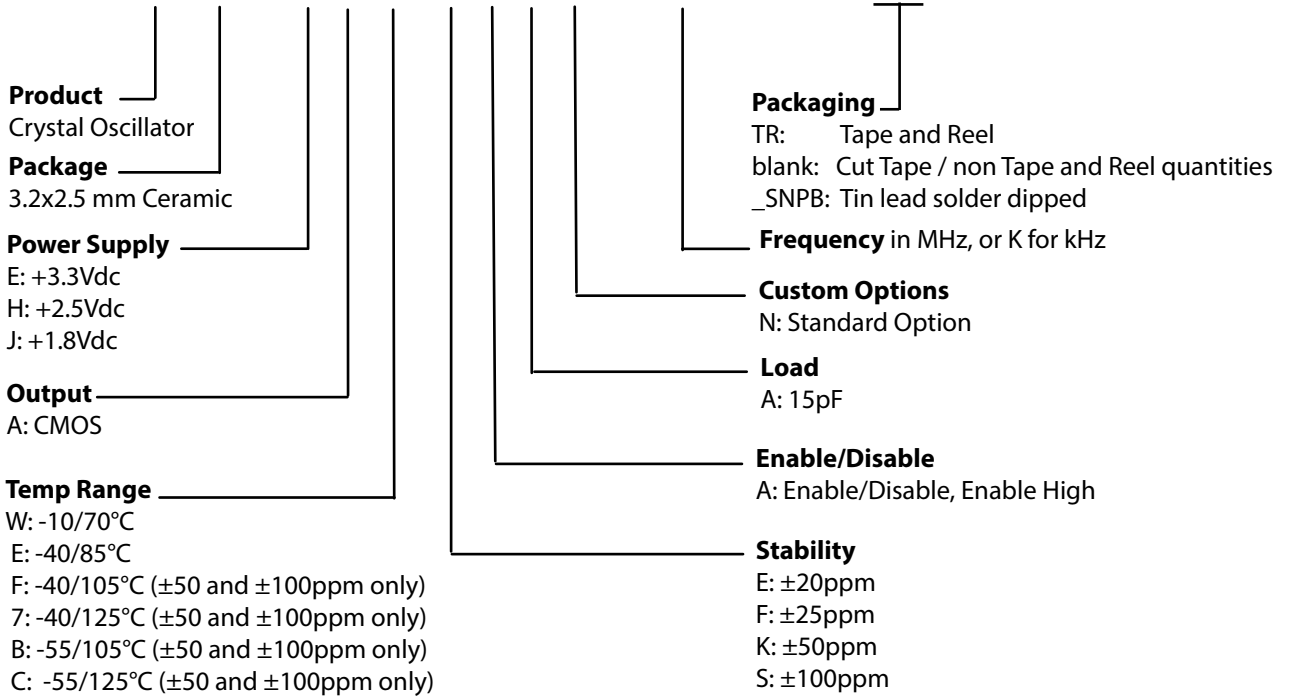 Product
Crystal Oscillator
Package
3.2x2.5 mm Ceramic
Power Supply
E: +3.3Vdc
H: +2.5Vdc
J: +1.8Vdc
Output
A: CMOS
Temp Range
W: -10/70°C
E: -40/85°C
F: -40/105°C (±50 and ±100ppm only)
7: -40/125°C (±50 and ±100ppm only)
B: -55/105°C (±50 and ±100ppm only)
C: -55/125°C (±50 and ±100ppm only)
Packaging
TR: Tape and Reel
blank: Cut Tape / non Tape and Reel quantities
_SNPB: Tin lead solder dipped
Frequency in MHz, or K for kHz
Custom Options
N: Standard Option
Load
A: 15pF
Enable/Disable
A: Enable/Disable, Enable High
Stability
E: ±20ppm
F: ±25ppm
K: ±50ppm
S: ±100ppm